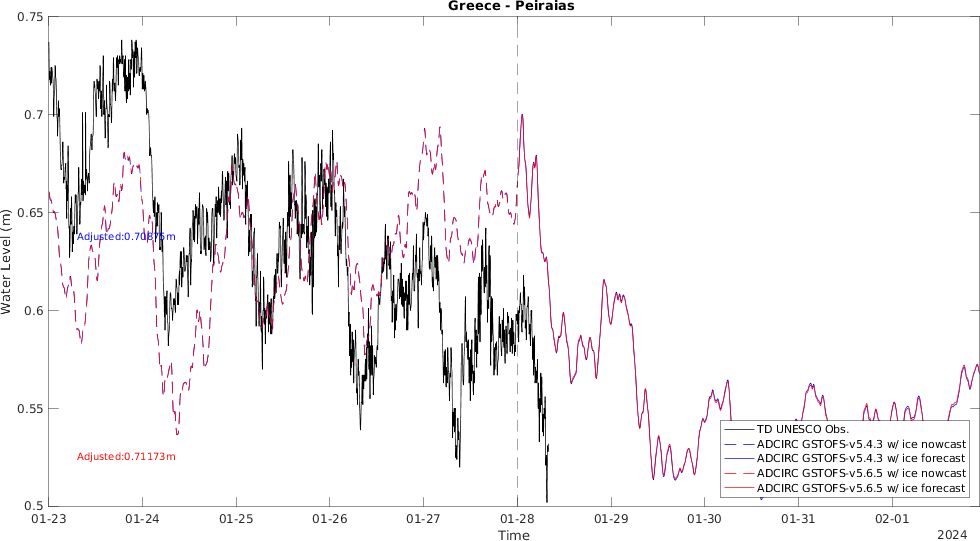 Greece - Peiraias
0.75
0.7
0.65
0.6
0.55
0.5
Water Level (m)
Adjusted:0.70875m
Adjusted:0.71173m
TD UNESCO Obs.
ADCIRC GSTOFS-v5.4.3 w/ ice nowcast
ADCIRC GSTOFS-v5.4.3 w/ ice forecast
ADCIRC GSTOFS-v5.6.5 w/ ice nowcast
ADCIRC GSTOFS-v5.6.5 w/ ice forecast
01-23 01-24 01-25 01-26 01-27 01-28 01-29 01-30 01-31 02-01
Time
2024